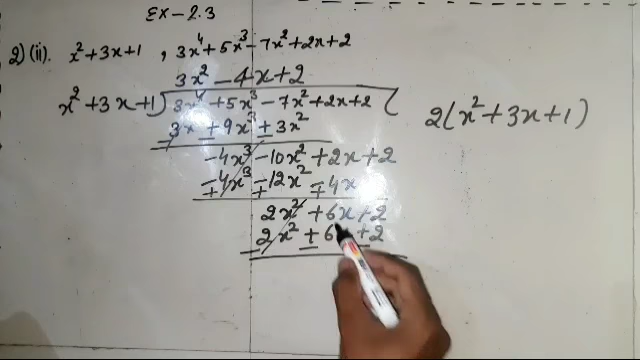 Ex - 2.3
2) (ii). x² + 3x + 1 , 3x⁴ + 5x³ - 7x² + 2x + 2
3x² - 4x + 2
x² + 3x + 1) 3x⁴ + 5x³ - 7x² + 2x + 2 (
2(x² + 3x + 1)
3x⁴ + 9x³ + 3x²
- 4x³ - 10x² + 2x + 2
- 4x³ - 12x² - 4x
2x² + 6x + 2
2x² + 6 + 2